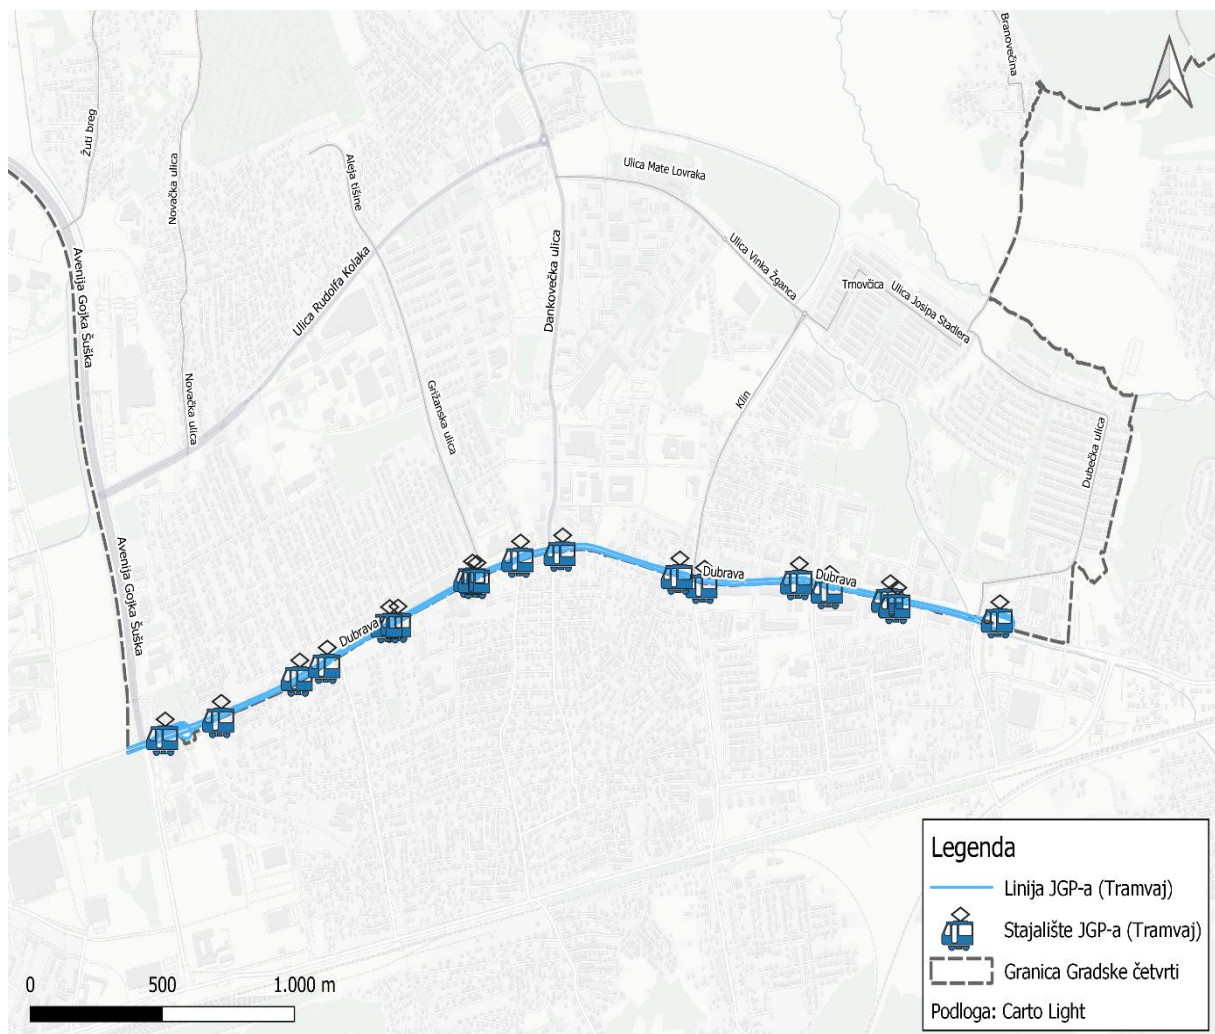 Branovečina
Žuti breg
Novačka ulica
Aleja tišine
Ulica Mate Lovraka
Avenija Gojka Šuška
Ulica Rudolfa Kolaka
Dankovečka ulica
Ulica Vinka Žganca
Trnovčica
Ulica Josipa Stadlera
Novačka ulica
Grižanska ulica
Klin
Dubečka ulica
Avenija Gojka Šuška
Dubrava
Dubrava
Dubrava
Legenda
Linija JGP-a (Tramvaj)
Stajalište JGP-a (Tramvaj)
Granica Gradske četvrti
Podloga: Carto Light
0 500 1.000 m